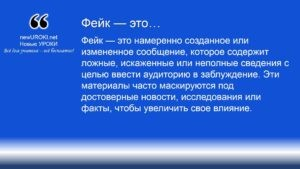 newUROKI.net
Новые УРОКИ
Всё для учителя – всё бесплатно!
Фейк — это…
Фейк — это намеренно созданное или
измененное сообщение, которое содержит
ложные, искаженные или неполные сведения с
целью ввести аудиторию в заблуждение. Эти
материалы часто маскируются под
достоверные новости, исследования или
факты, чтобы увеличить свое влияние.